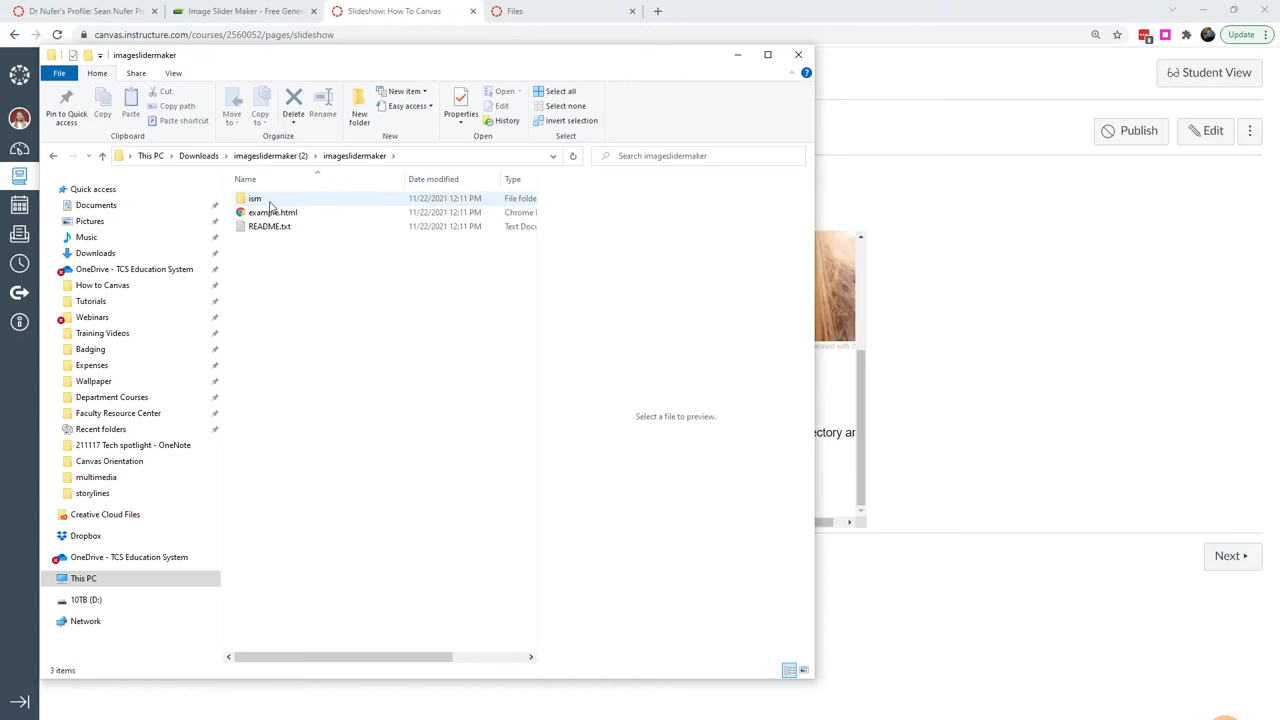 Dr Nufer's Profile: Sean Nufer Pr
Image Slider Maker - Free Gene
Slideshow: How To Canvas
Files
canvas.instructure.com/courses/2560052/pages/slideshow
Update
imageslidermaker
File
Home
Share
View
Pin to Quick access
Copy
Paste
Cut
Copy path
Paste shortcut
Clipboard
Move to
Copy to
Delete
Rename
Organize
New folder
New item
Easy access
New
Properties
Open
Edit
History
Open
Select all
Select none
Invert selection
Select
This PC
Downloads
imageslidermaker (2)
imageslidermaker
Search imageslidermaker
Name
Date modified
Type
ism 11/22/2021 12:11 PM File folde
example.html 11/22/2021 12:11 PM Chrome
README.txt 11/22/2021 12:11 PM Text Docu
Quick access
Documents
Pictures
Music
Downloads
OneDrive - TCS Education System
How to Canvas
Tutorials
Webinars
Training Videos
Badging
Expenses
Wallpaper
Department Courses
Faculty Resource Center
Recent folders
211117 Tech spotlight - OneNote
Canvas Orientation
multimedia
storylines
Creative Cloud Files
Dropbox
OneDrive - TCS Education System
This PC
10TB (D:)
Network
Select a file to preview.
3 items
Student View
Publish
Edit
erated with
ectory an
Next